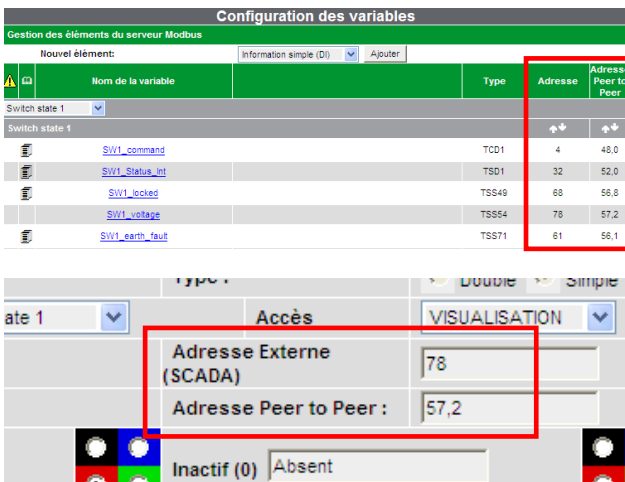 Configuration des variables
Gestion des éléments du serveur Modbus
Nouvel élément: Information simple (DI) Ajouter
Nom de la variable Type Adresse Adresse Peer to Peer
Switch state 1
Switch state 1
SW1_command TCD1 4 48,0
SW1_Status_Int TSD1 32 52,0
SW1_locked TSS49 68 56,8
SW1_voltage TSS54 78 57,2
SW1_earth_fault TSS71 61 56,1
Type : Double Simple
ate 1 Accès VISUALISATION
Adresse Externe
(SCADA) 78
Adresse Peer to Peer : 57,2
Inactif (0) Absent